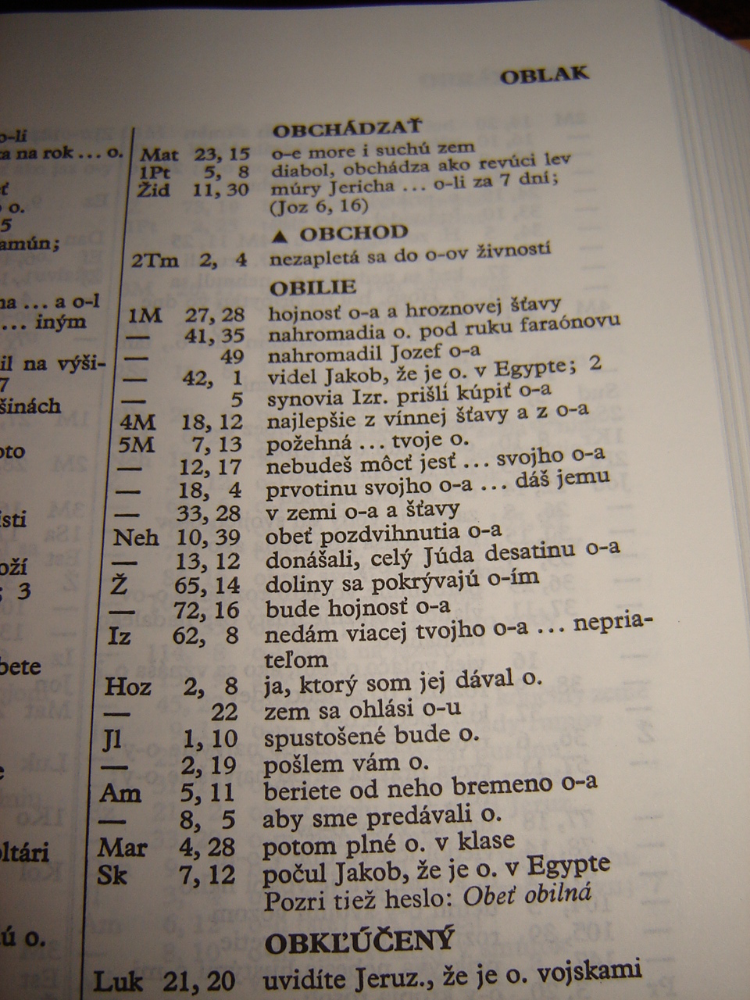 OBLAK
o-li
na rok ... o.
o.
5
amún;
... a o-l
... iným
il na výši-
7
šinách
oto
ísti
oží
; 3
bete
ltári
ú o.
OBCHÁDZAŤ
Mat 23, 15 o-e more i suchú zem
1Pt 5, 8 diabol, obchádza ako revúci lev
Žid 11, 30 múry Jericha ... o-li za 7 dní;
(Joz 6, 16)
▲ OBCHOD
2Tm 2, 4 nezapletá sa do o-ov živností
OBILIE
1M 27, 28 hojnosť o-a a hroznovej šťavy
— 41, 35 nahromadia o. pod ruku faraónovu
— 49 nahromadil Jozef o-a
— 42, 1 videl Jakob, že je o. v Egypte; 2
— 5 synovia Izr. prišli kúpiť o-a
4M 18, 12 najlepšie z vínnej šťavy a z o-a
5M 7, 13 požehná ... tvoje o.
— 12, 17 nebudeš môcť jesť ... svojho o-a
— 18, 4 prvotinu svojho o-a ... dáš jemu
— 33, 28 v zemi o-a a šťavy
Neh 10, 39 obeť pozdvihnutia o-a
— 13, 12 donášali, celý Júda desatinu o-a
Ž 65, 14 doliny sa pokrývajú o-ím
— 72, 16 bude hojnosť o-a
Iz 62, 8 nedám viacej tvojho o-a ... nepria-
teľom
Hoz 2, 8 ja, ktorý som jej dával o.
— 22 zem sa ohlási o-u
Jl 1, 10 spustošené bude o.
— 2, 19 pošlem vám o.
Am 5, 11 beriete od neho bremeno o-a
— 8, 5 aby sme predávali o.
Mar 4, 28 potom plné o. v klase
Sk 7, 12 počul Jakob, že je o. v Egypte
Pozri tiež heslo: Obeť obilná
OBKĽÚČENÝ
Luk 21, 20 uvidíte Jeruz., že je o. vojskami